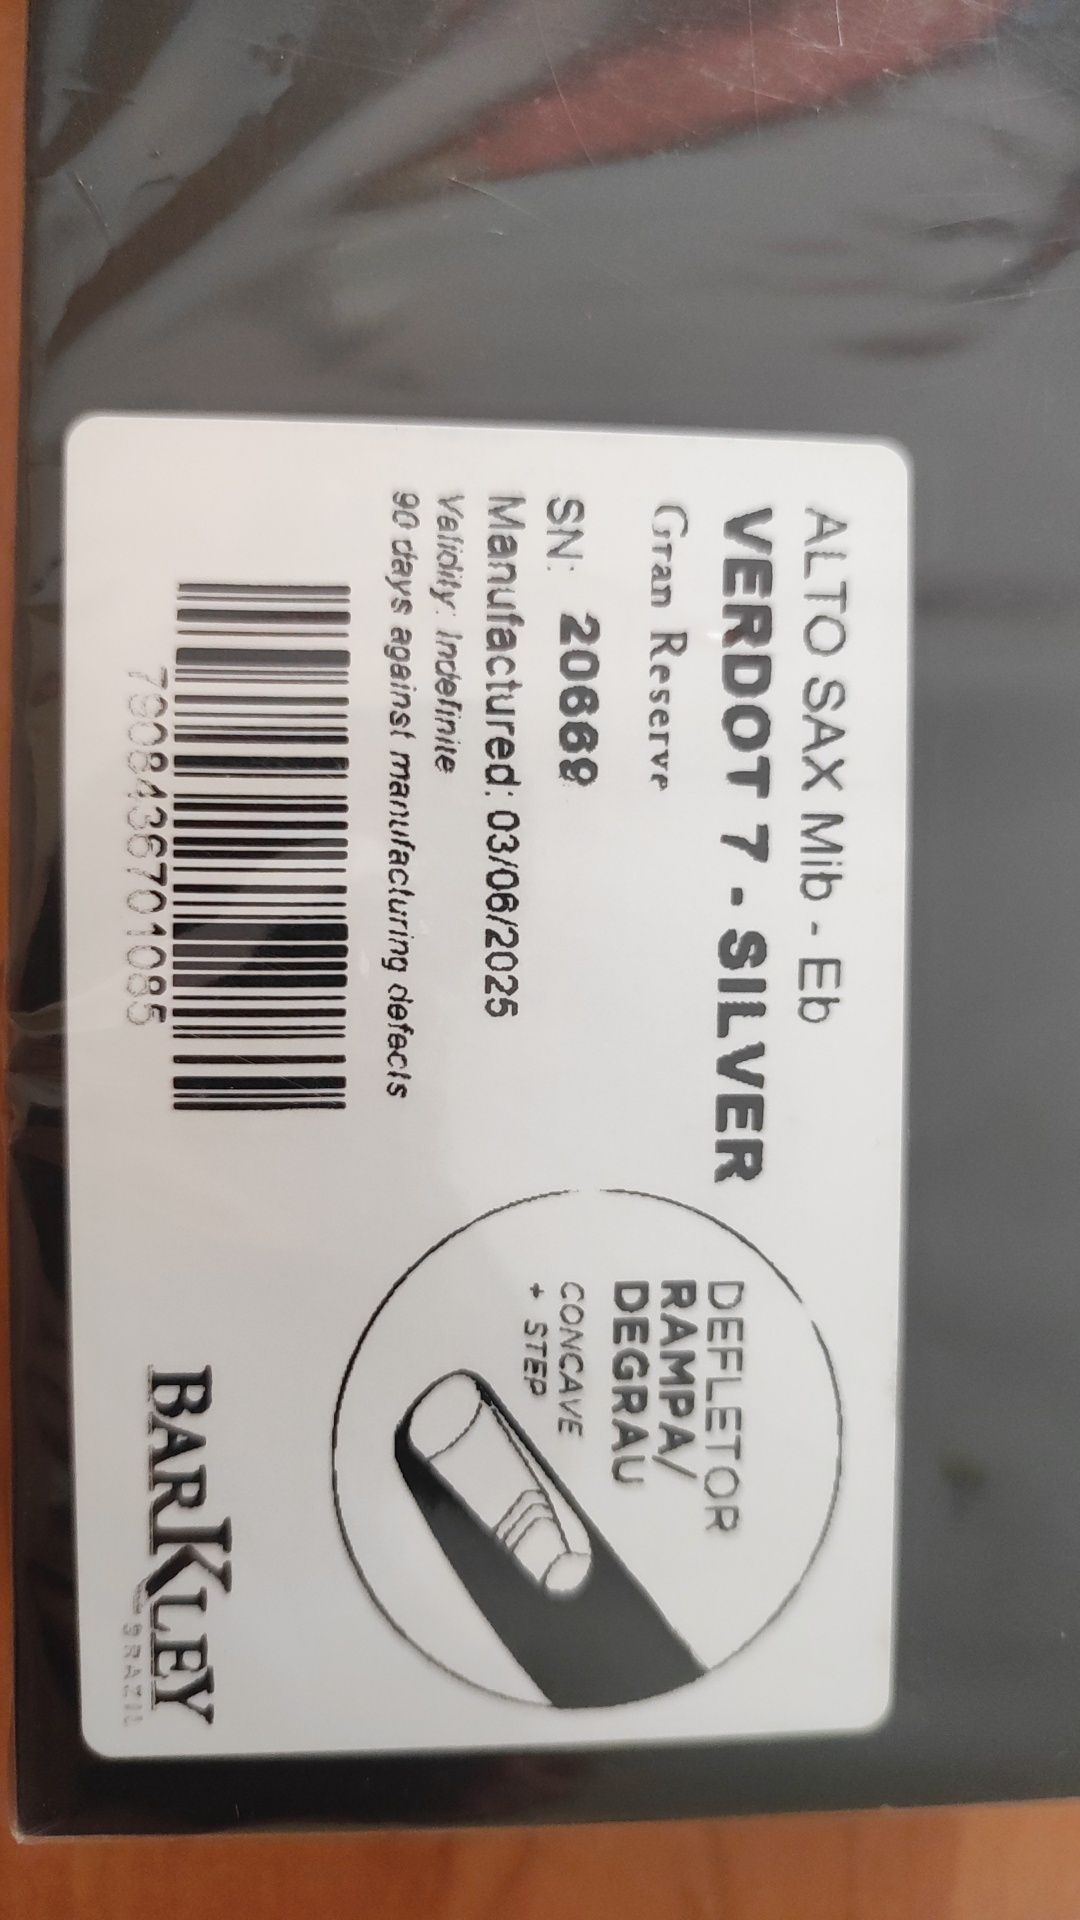 ALTO SAX Mib - Eb
VERDOT 7 - SILVER
Gran Reserve
SN: 20669
Manufactured: 03/06/2025
Validity: Indefinite
90 days against manufacturing defects
7908436701085
DEFLETOR
RAMPA/
DEGRAU
CONCAVE
+ STEP
BARKLEY
BRAZIL